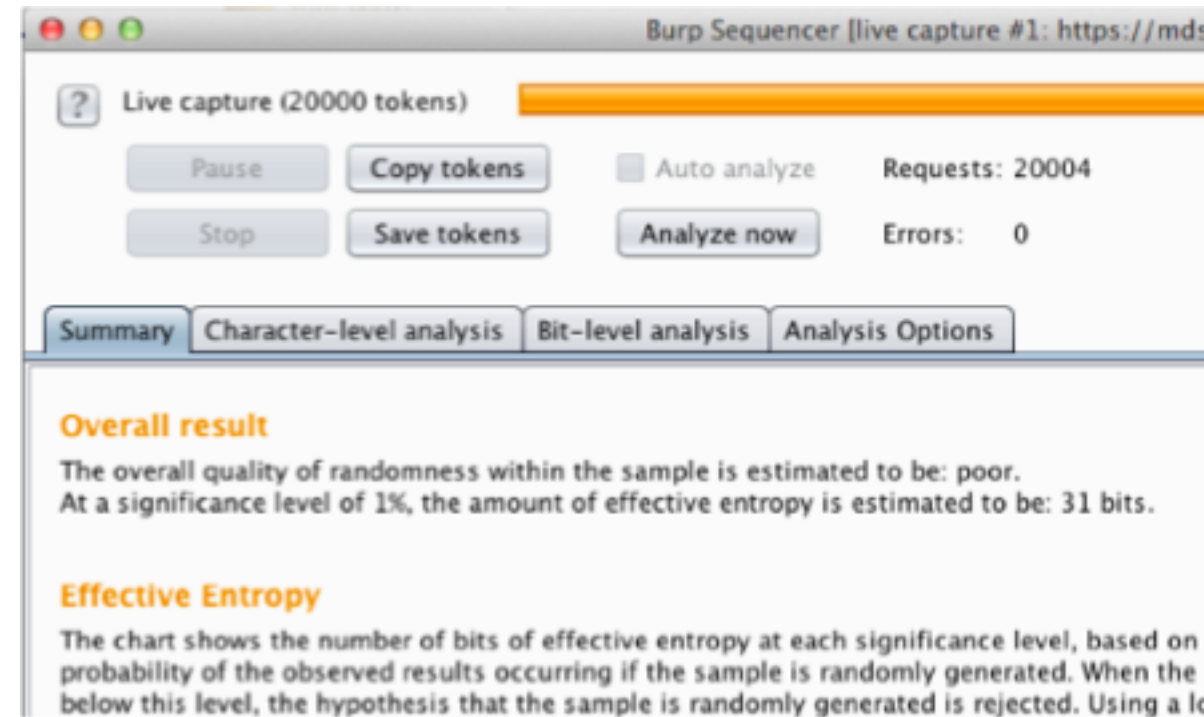 Burp Sequencer [live capture #1: https://mds
? Live capture (20000 tokens)
Pause Copy tokens Auto analyze Requests: 20004
Stop Save tokens Analyze now Errors: 0
Summary Character-level analysis Bit-level analysis Analysis Options
Overall result
The overall quality of randomness within the sample is estimated to be: poor.
At a significance level of 1%, the amount of effective entropy is estimated to be: 31 bits.
Effective Entropy
The chart shows the number of bits of effective entropy at each significance level, based on
probability of the observed results occurring if the sample is randomly generated. When the
below this level, the hypothesis that the sample is randomly generated is rejected. Using a